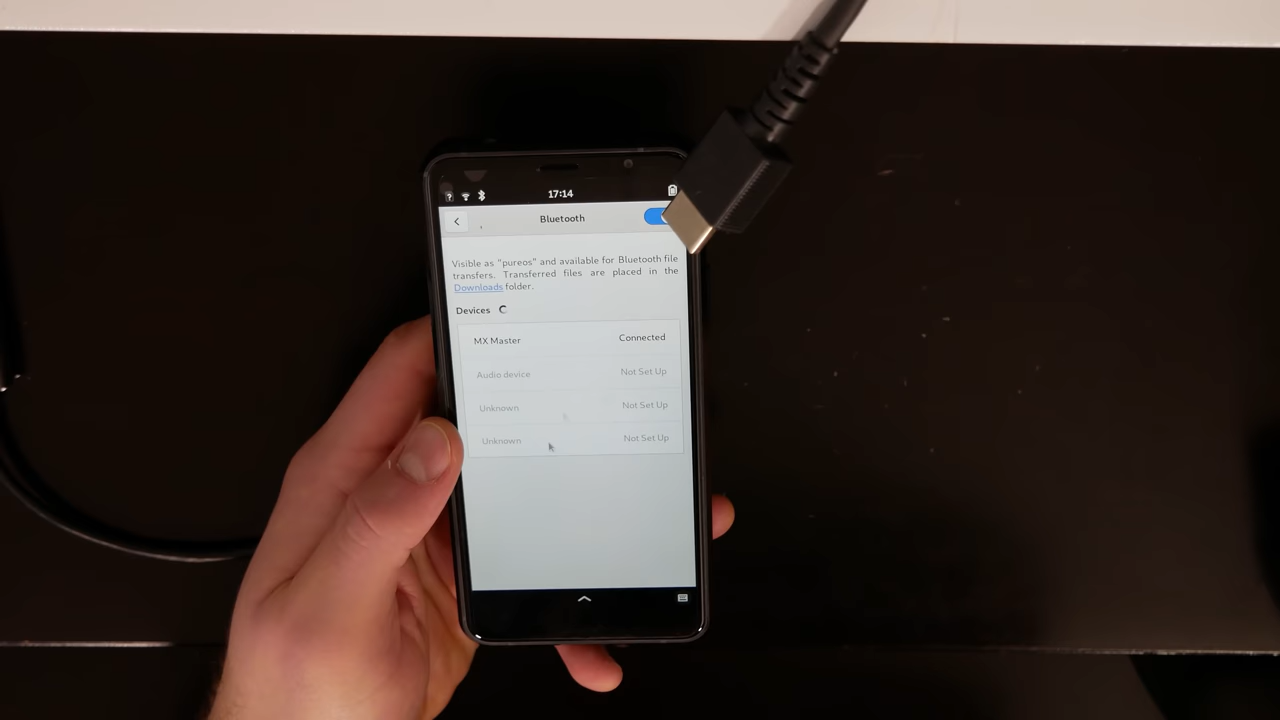 17:14
Bluetooth
Visible as "pureos" and available for Bluetooth file
transfers. Transferred files are placed in the
Downloads folder.
Devices
MX Master Connected
Audio device Not Set Up
Unknown Not Set Up
Unknown Not Set Up